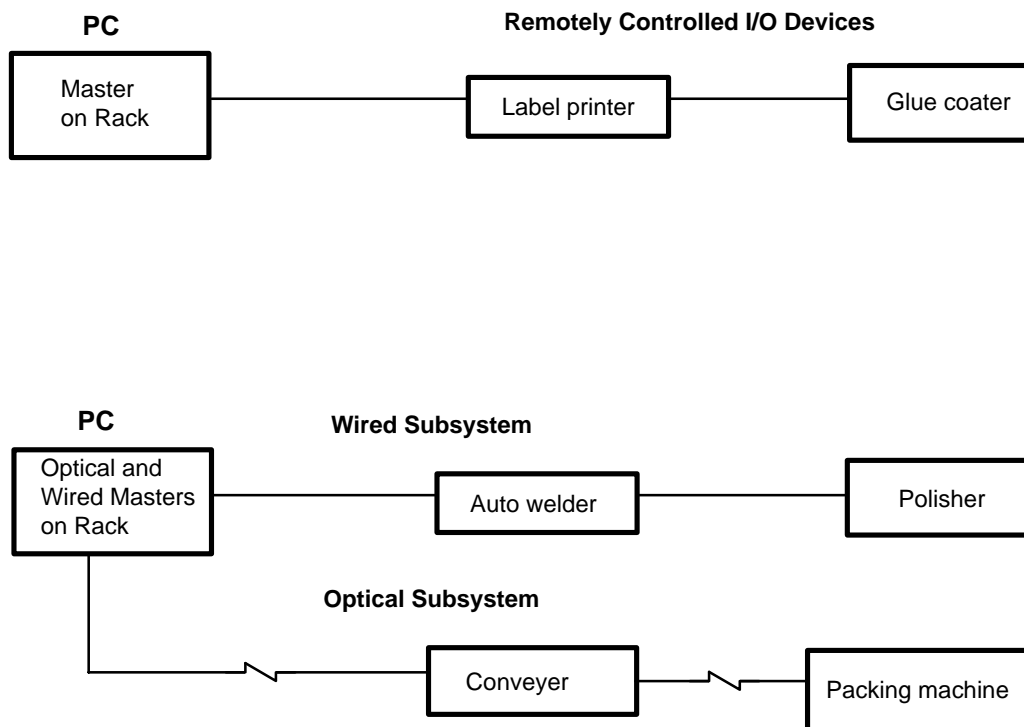 PC
Remotely Controlled I/O Devices
Master
on Rack
Label printer
Glue coater
PC
Wired Subsystem
Optical and
Wired Masters
on Rack
Auto welder
Polisher
Optical Subsystem
Conveyer
Packing machine